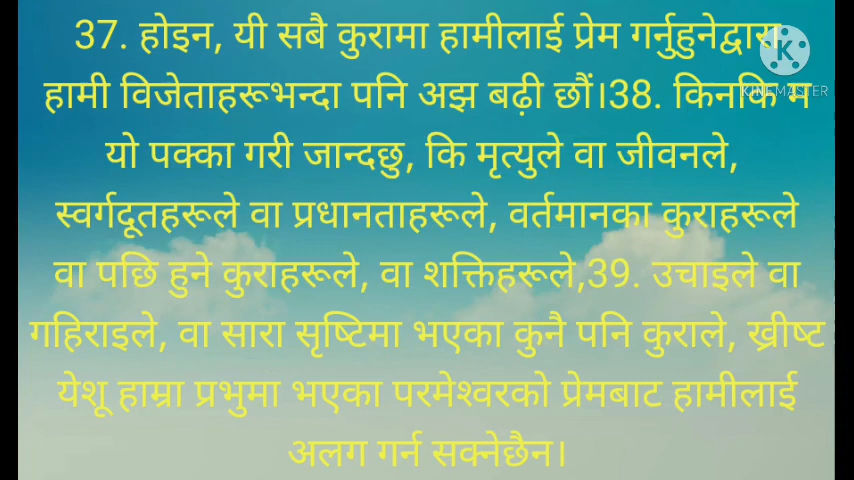 37. होइन, यी सबै कुरामा हामीलाई प्रेम गर्नुहुनेद्वारा
हामी विजेताहरूभन्दा पनि अझ बढ़ी छौं।38. किनकि म
यो पक्का गरी जान्दछु, कि मृत्युले वा जीवनले,
स्वर्गदूतहरूले वा प्रधानताहरूले, वर्तमानका कुराहरूले
वा पछि हुने कुराहरूले, वा शक्तिहरूले,39. उचाइले वा
गहिराइले, वा सारा सृष्टिमा भएका कुनै पनि कुराले, ख्रीष्ट
येशू हाम्रा प्रभुमा भएका परमेश्वरको प्रेमबाट हामीलाई
अलग गर्न सक्नेछैन।
K
KINEMASTER